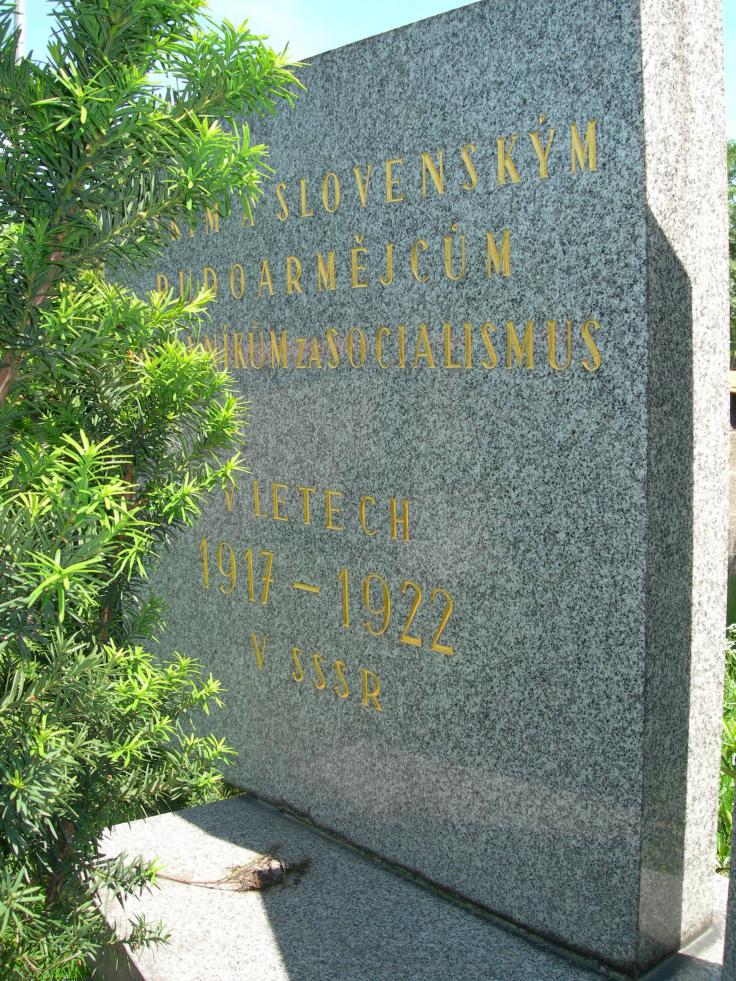 A SLOVENSKÝM
RUDOARMĚJCŮM
ZA SOCIALISMUS
V LETECH
1917-1922
V SSSR